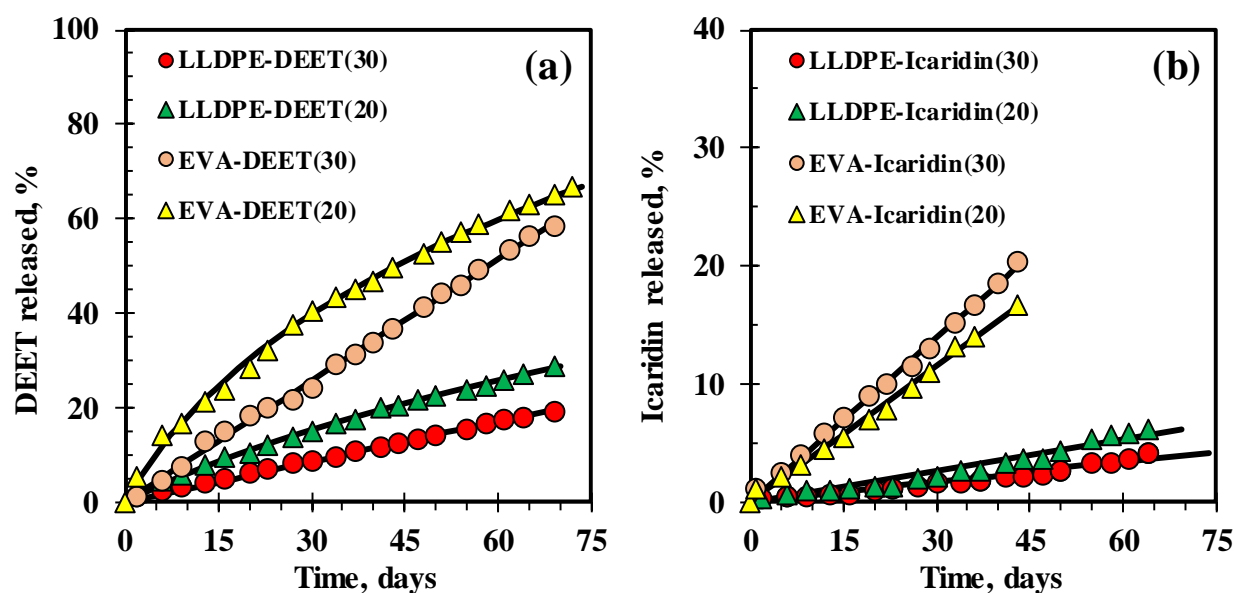 DEET released, %
100
80
60
40
20
0
(a)
LLDPE-DEET(30)
LLDPE-DEET(20)
EVA-DEET(30)
EVA-DEET(20)
0 15 30 45 60 75
Time, days
Icaridin released, %
40
30
20
10
0
(b)
LLDPE-Icaridin(30)
LLDPE-Icaridin(20)
EVA-Icaridin(30)
EVA-Icaridin(20)
0 15 30 45 60 75
Time, days